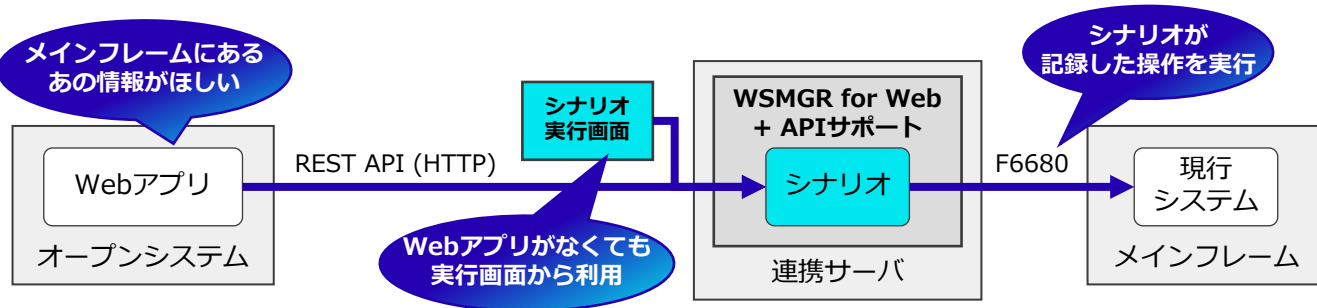 メインフレームにある
あの情報がほしい
シナリオが
記録した操作を実行
シナリオ
実行画面
WSMGR for Web
+ APIサポート
Webアプリ
REST API (HTTP)
シナリオ
F6680
現行
システム
オープンシステム
Webアプリがなくても
実行画面から利用
連携サーバ
メインフレーム